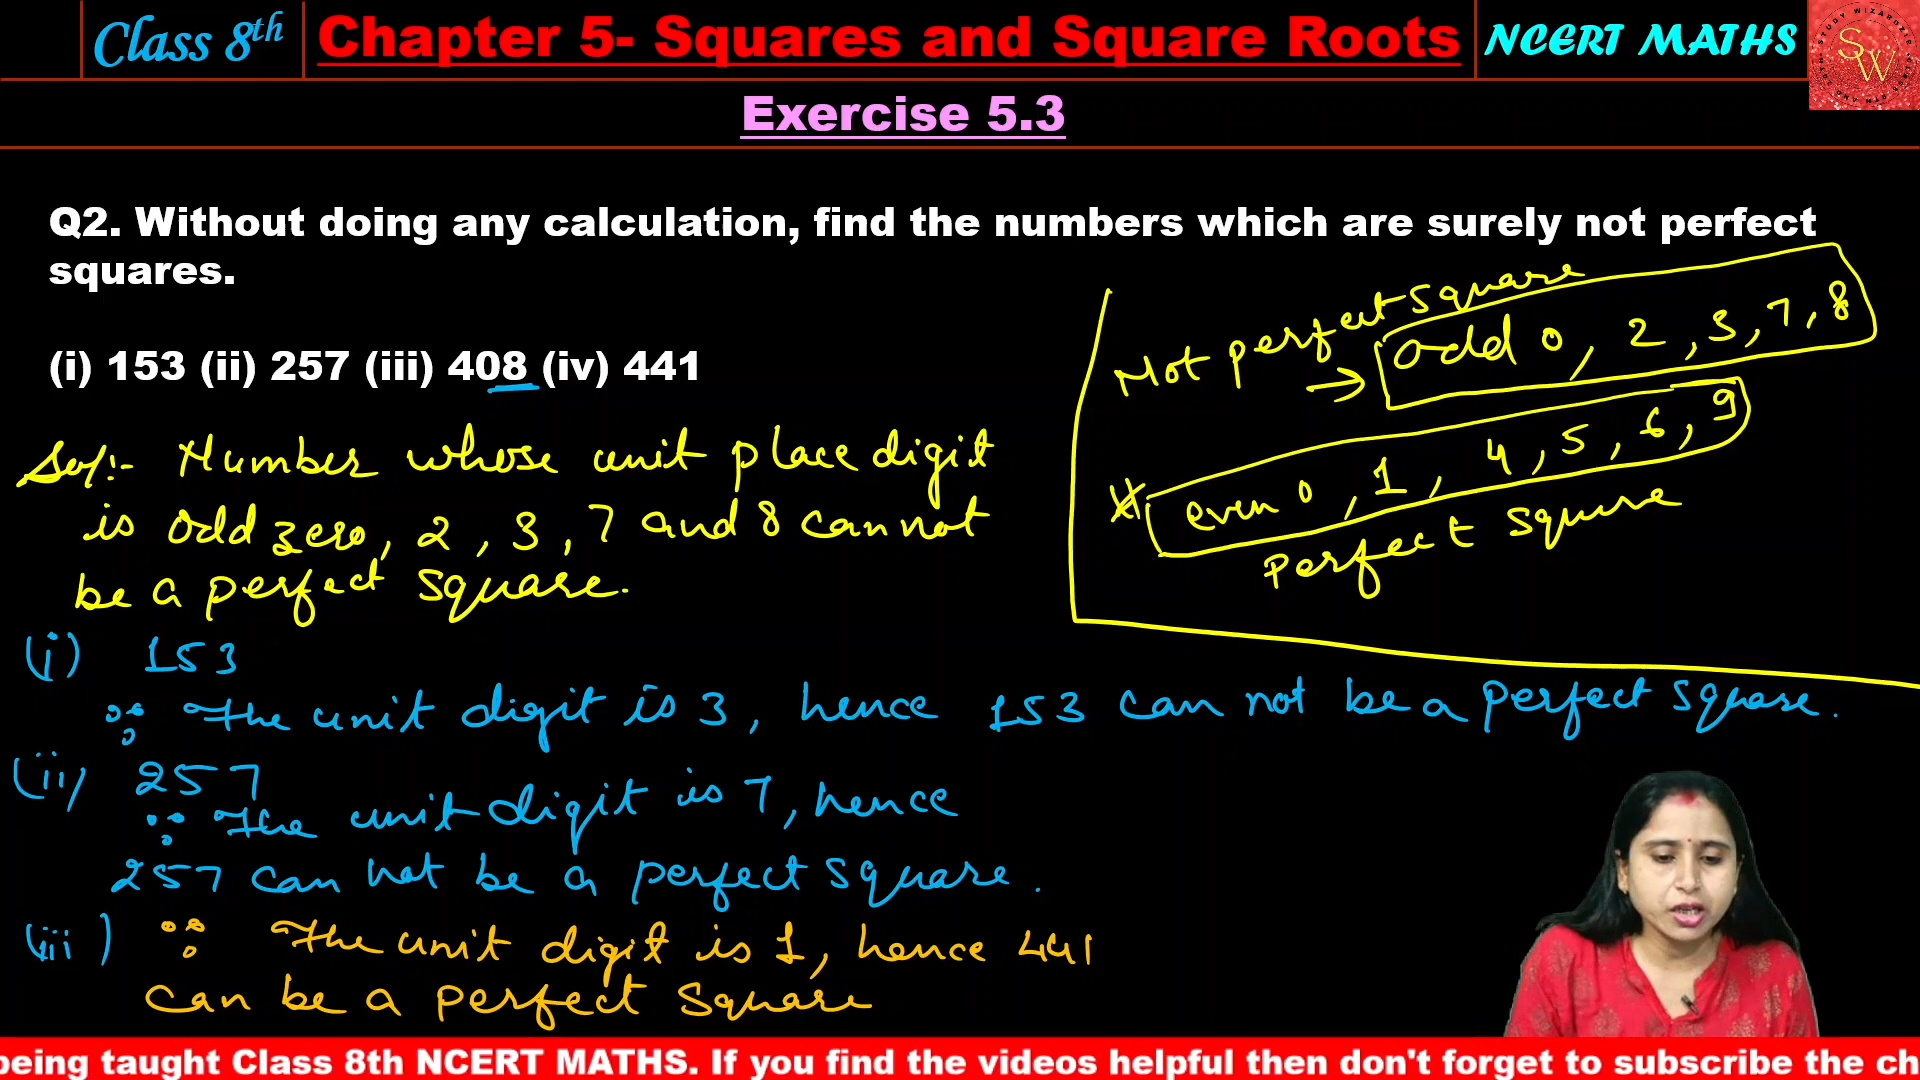 Class 8th
Chapter 5- Squares and Square Roots
NCERT MATHS
SW
Exercise 5.3
Q2. Without doing any calculation, find the numbers which are surely not perfect
squares.
(i) 153 (ii) 257 (iii) 408 (iv) 441
Not perfect square
→ odd 0, 2, 3, 7, 8
even 0, 1, 4, 5, 6, 9
Perfect square
Sol:- Number whose unit place digit
is odd zero, 2, 3, 7 and 8 can not
be a perfect square.
(i) 153
∵ The unit digit is 3, hence 153 can not be a perfect square.
(ii) 257
∵ The unit digit is 7, hence
257 can not be a perfect square.
(iii) ∵ The unit digit is 1, hence 441
can be a perfect square
being taught Class 8th NCERT MATHS. If you find the videos helpful then don't forget to subscribe the ch